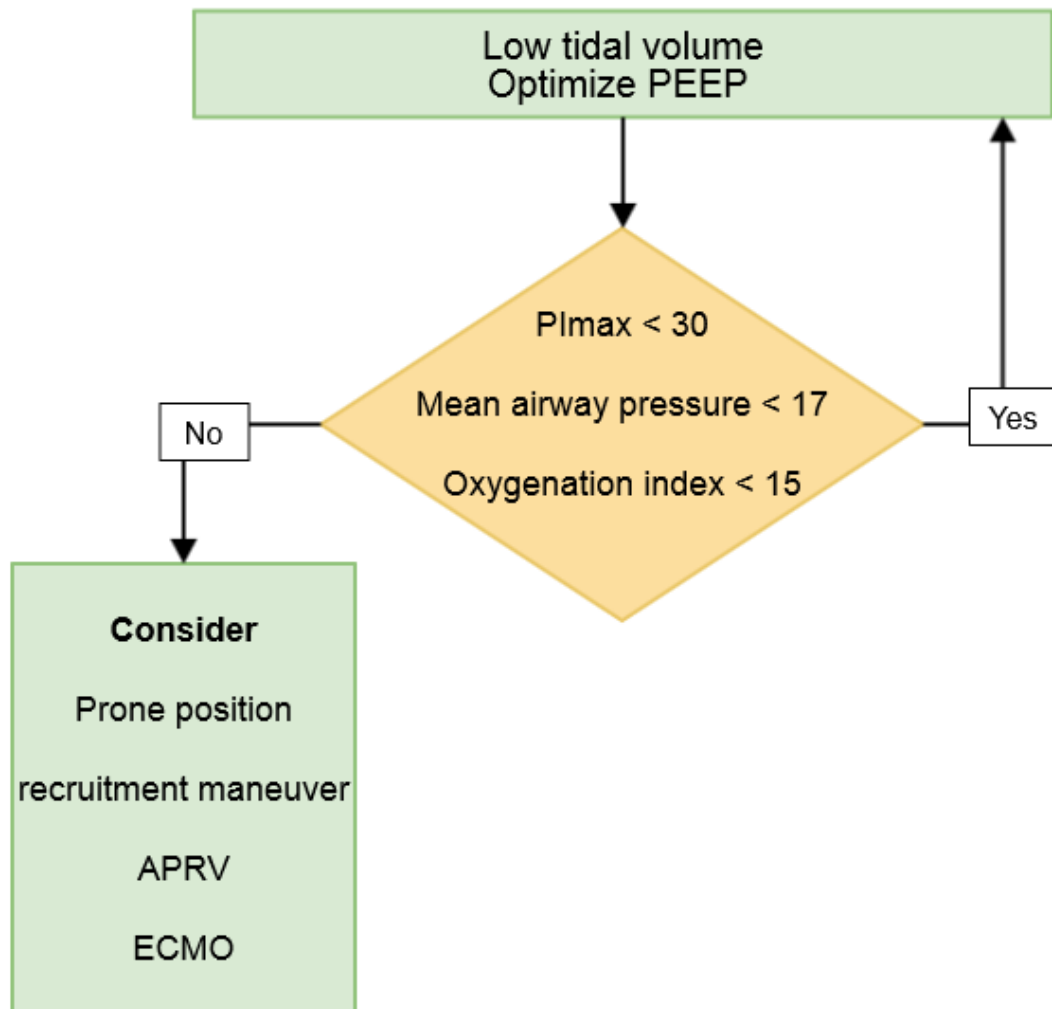 Low tidal volume
Optimize PEEP
PImax < 30
Mean airway pressure < 17
Oxygenation index < 15
No
Yes
Consider
Prone position
recruitment maneuver
APRV
ECMO